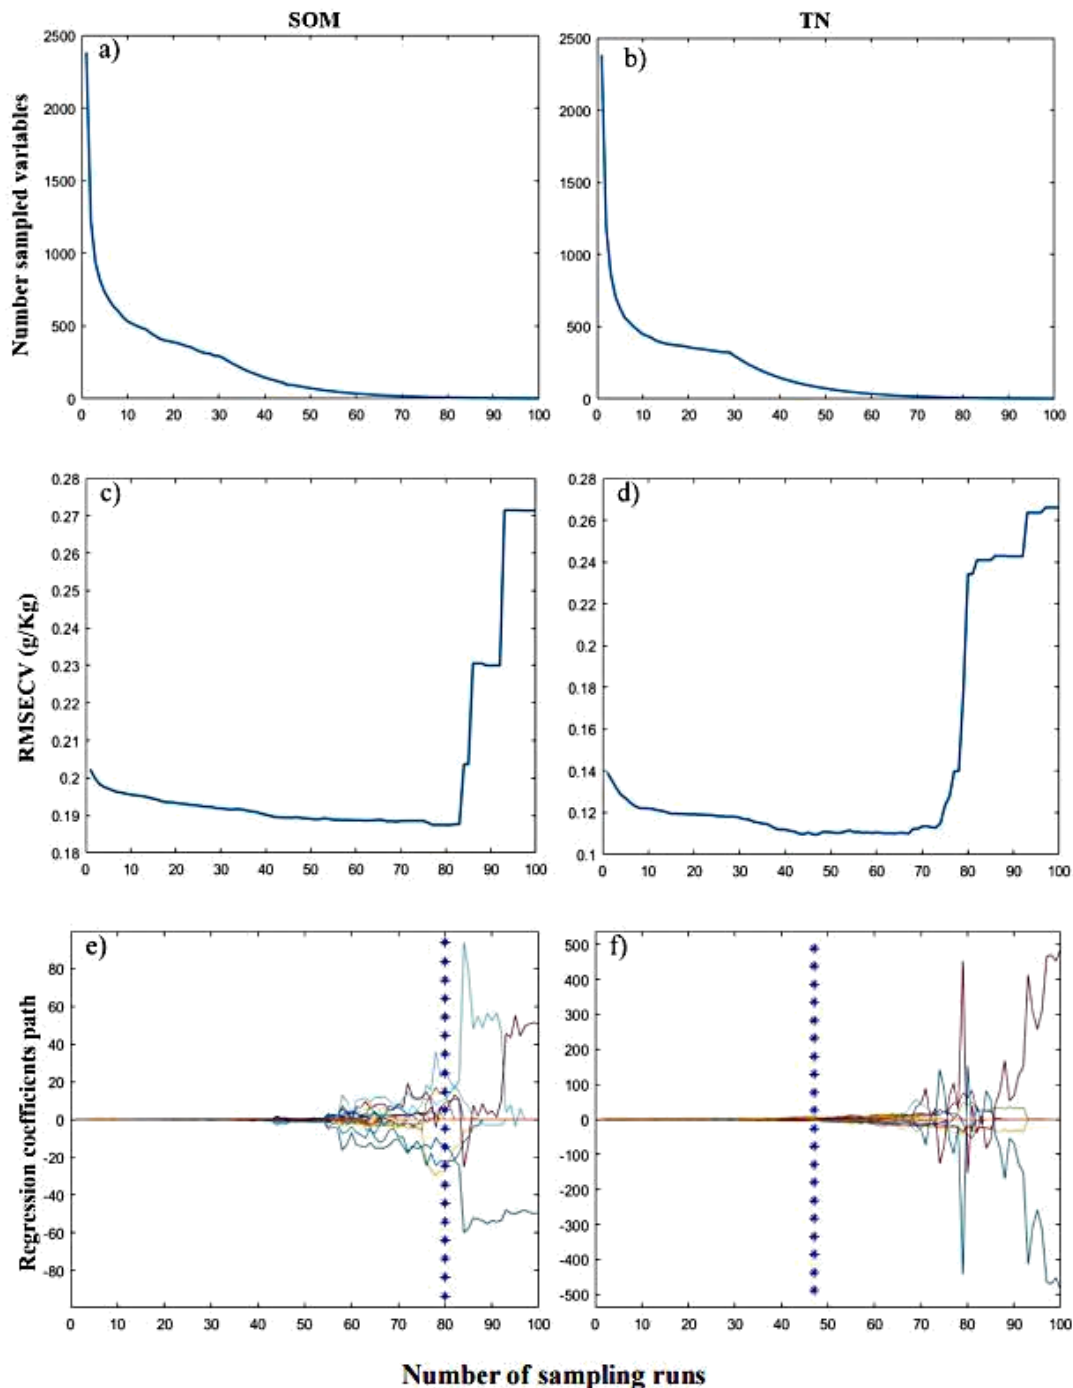 SOM
TN
Number sampled variables
a)
2500
2000
1500
1000
500
0
0 10 20 30 40 50 60 70 80 90 100
b)
2500
2000
1500
1000
500
0
0 10 20 30 40 50 60 70 80 90 100
RMSECV (g/Kg)
c)
0.28
0.27
0.26
0.25
0.24
0.23
0.22
0.21
0.2
0.19
0.18
0 10 20 30 40 50 60 70 80 90 100
d)
0.28
0.26
0.24
0.22
0.2
0.18
0.16
0.14
0.12
0.1
0 10 20 30 40 50 60 70 80 90 100
Regression coefficients path
e)
80
60
40
20
0
-20
-40
-60
-80
0 10 20 30 40 50 60 70 80 90 100
f)
500
400
300
200
100
0
-100
-200
-300
-400
-500
0 10 20 30 40 50 60 70 80 90 100
Number of sampling runs